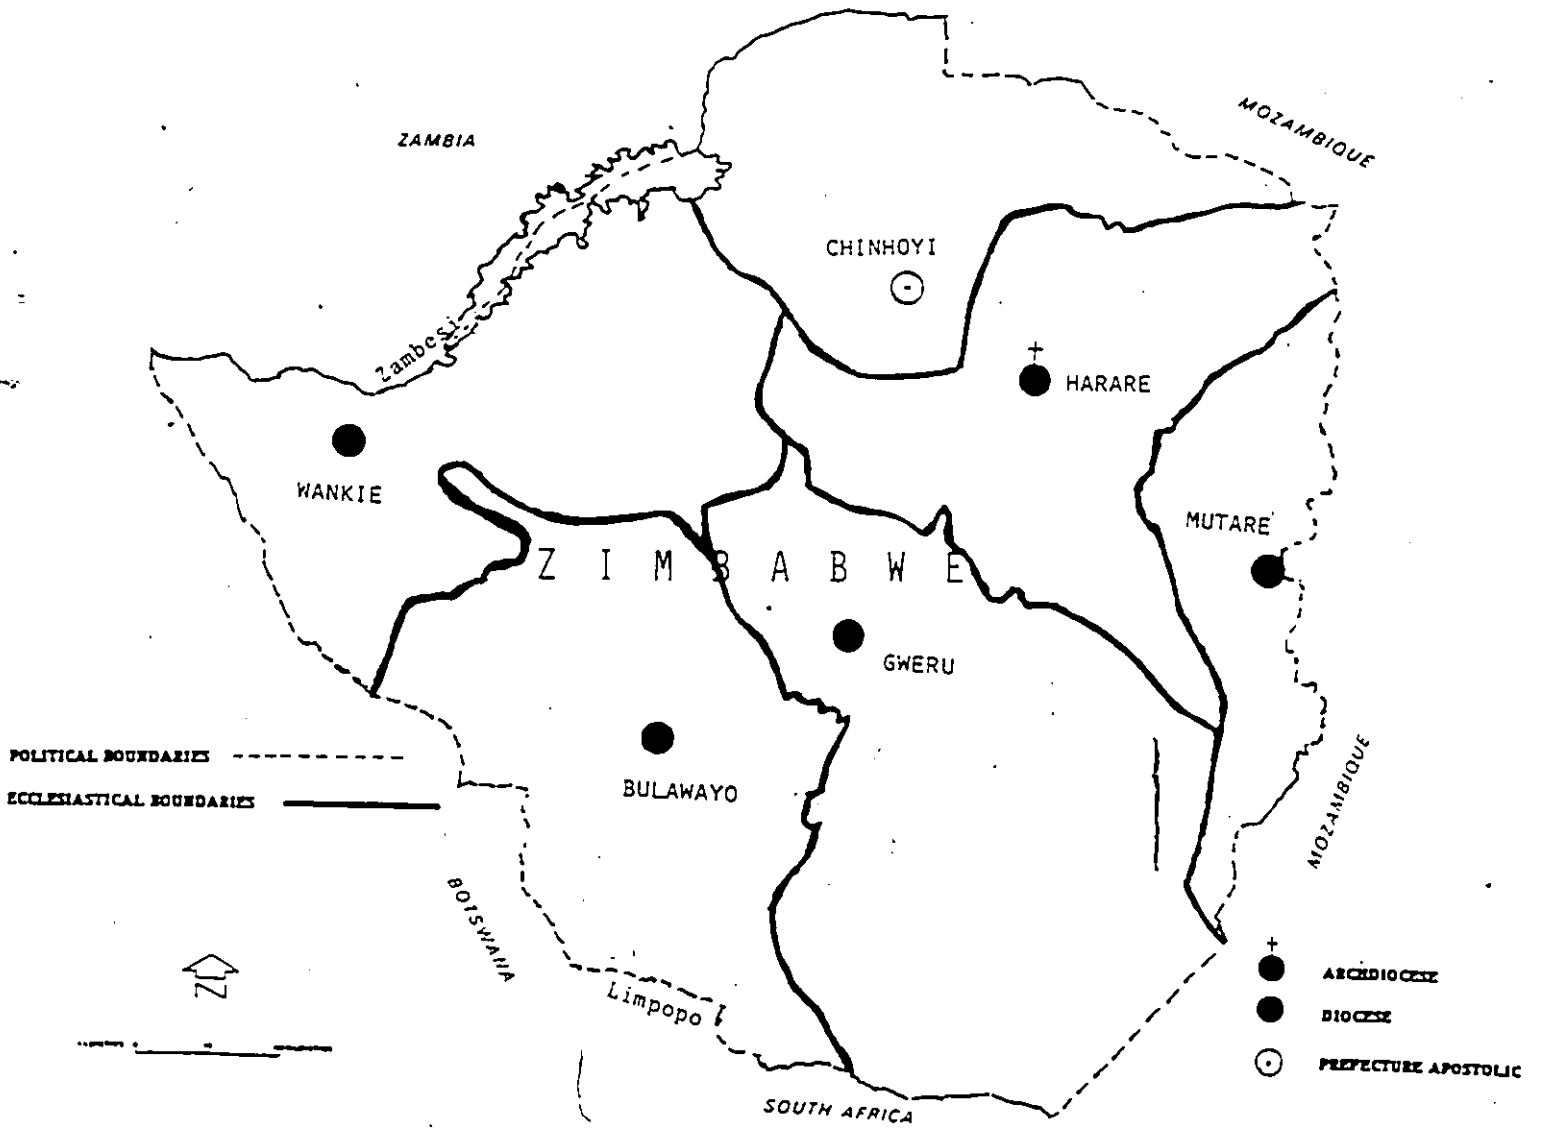 ZAMBIA
MOZAMBIQUE
CHINHOYI
Zambesi
HARARE
WANKIE
MUTARE
ZIMBABWE
GWERU
POLITICAL BOUNDARIES
BULAWAYO
ECCLESIASTICAL BOUNDARIES
MOZAMBIQUE
BOTSWANA
N
Limpopo
ARCHDIOCESE
DIOCESE
PREFECTURE APOSTOLIC
SOUTH AFRICA